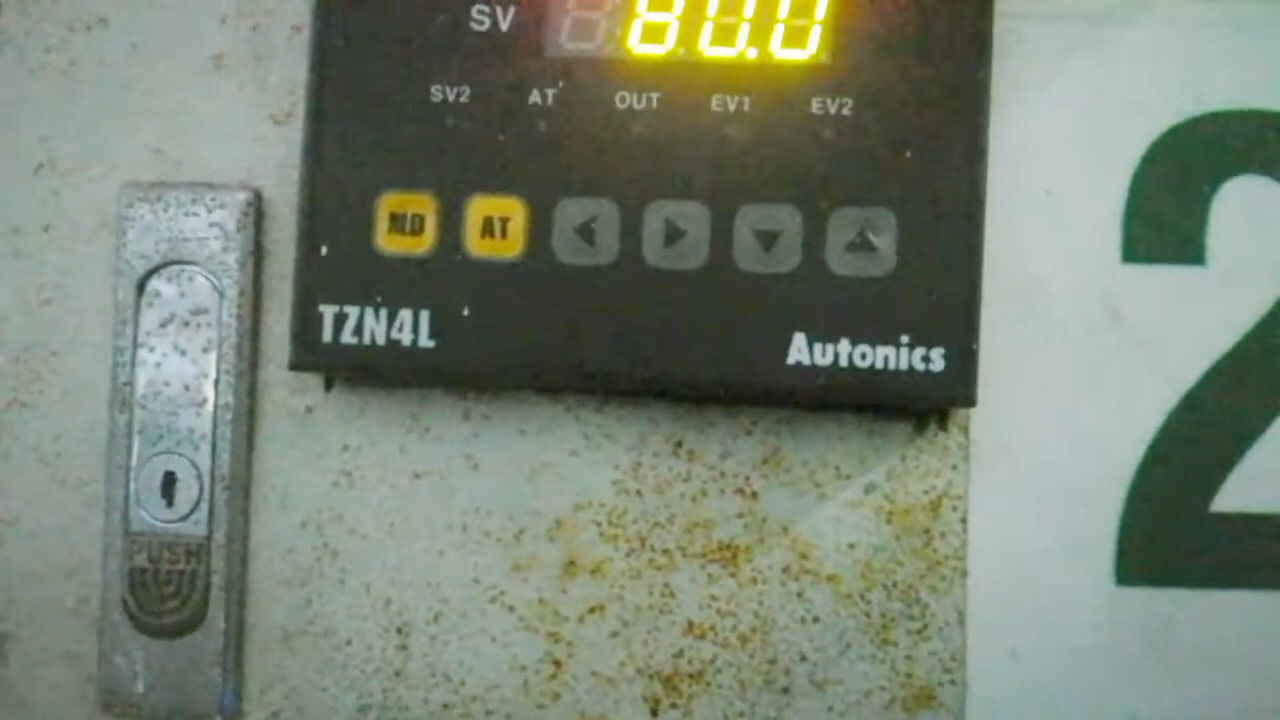 SV 80.0
SV2 AT OUT EV1 EV2
MD AT
TZN4L
Autonics
PUSH
2